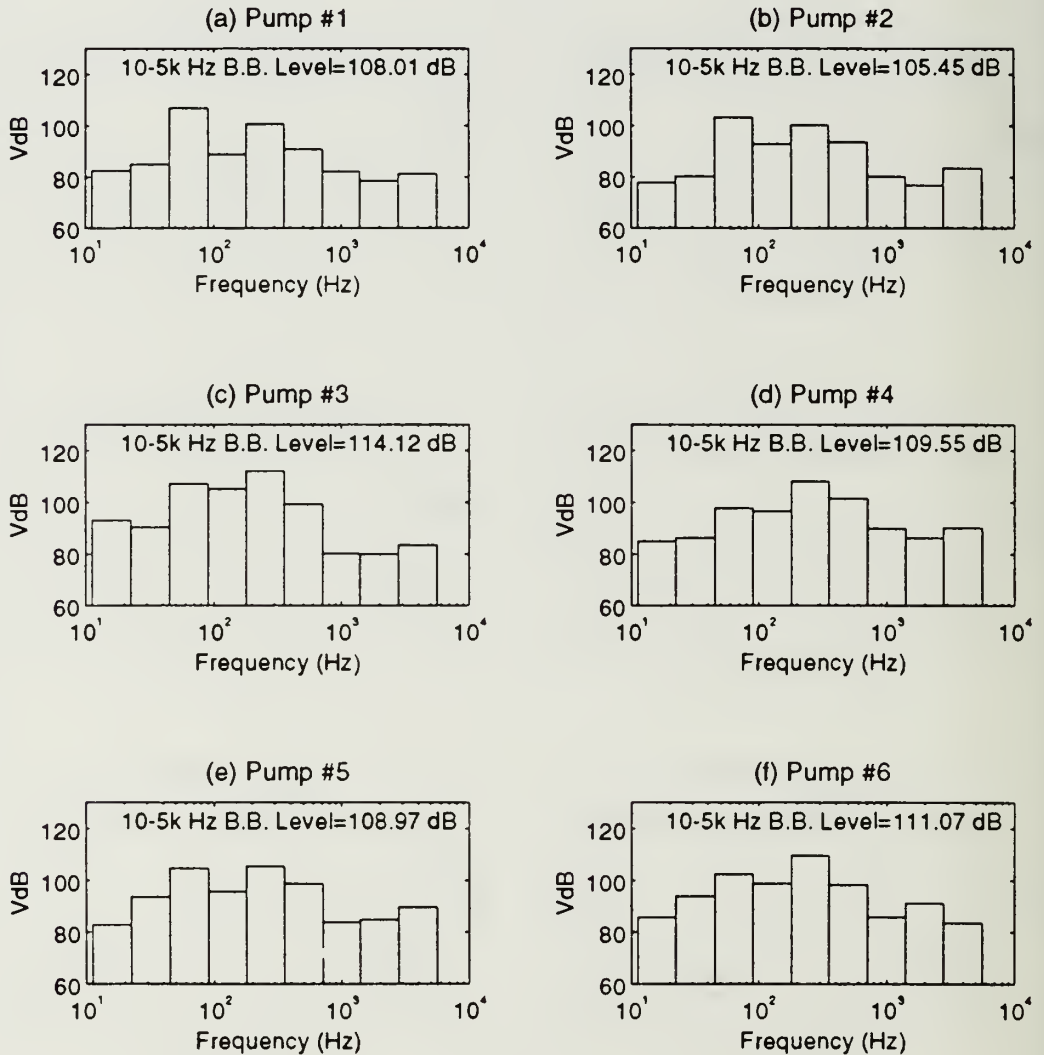 (a) Pump #1
10-5k Hz B.B. Level=108.01 dB
120
100
80
60
VdB
10¹ 10² 10³ 10⁴
Frequency (Hz)
(b) Pump #2
10-5k Hz B.B. Level=105.45 dB
120
100
80
60
VdB
10¹ 10² 10³ 10⁴
Frequency (Hz)
(c) Pump #3
10-5k Hz B.B. Level=114.12 dB
120
100
80
60
VdB
10¹ 10² 10³ 10⁴
Frequency (Hz)
(d) Pump #4
10-5k Hz B.B. Level=109.55 dB
120
100
80
60
VdB
10¹ 10² 10³ 10⁴
Frequency (Hz)
(e) Pump #5
10-5k Hz B.B. Level=108.97 dB
120
100
80
60
VdB
10¹ 10² 10³ 10⁴
Frequency (Hz)
(f) Pump #6
10-5k Hz B.B. Level=111.07 dB
120
100
80
60
VdB
10¹ 10² 10³ 10⁴
Frequency (Hz)